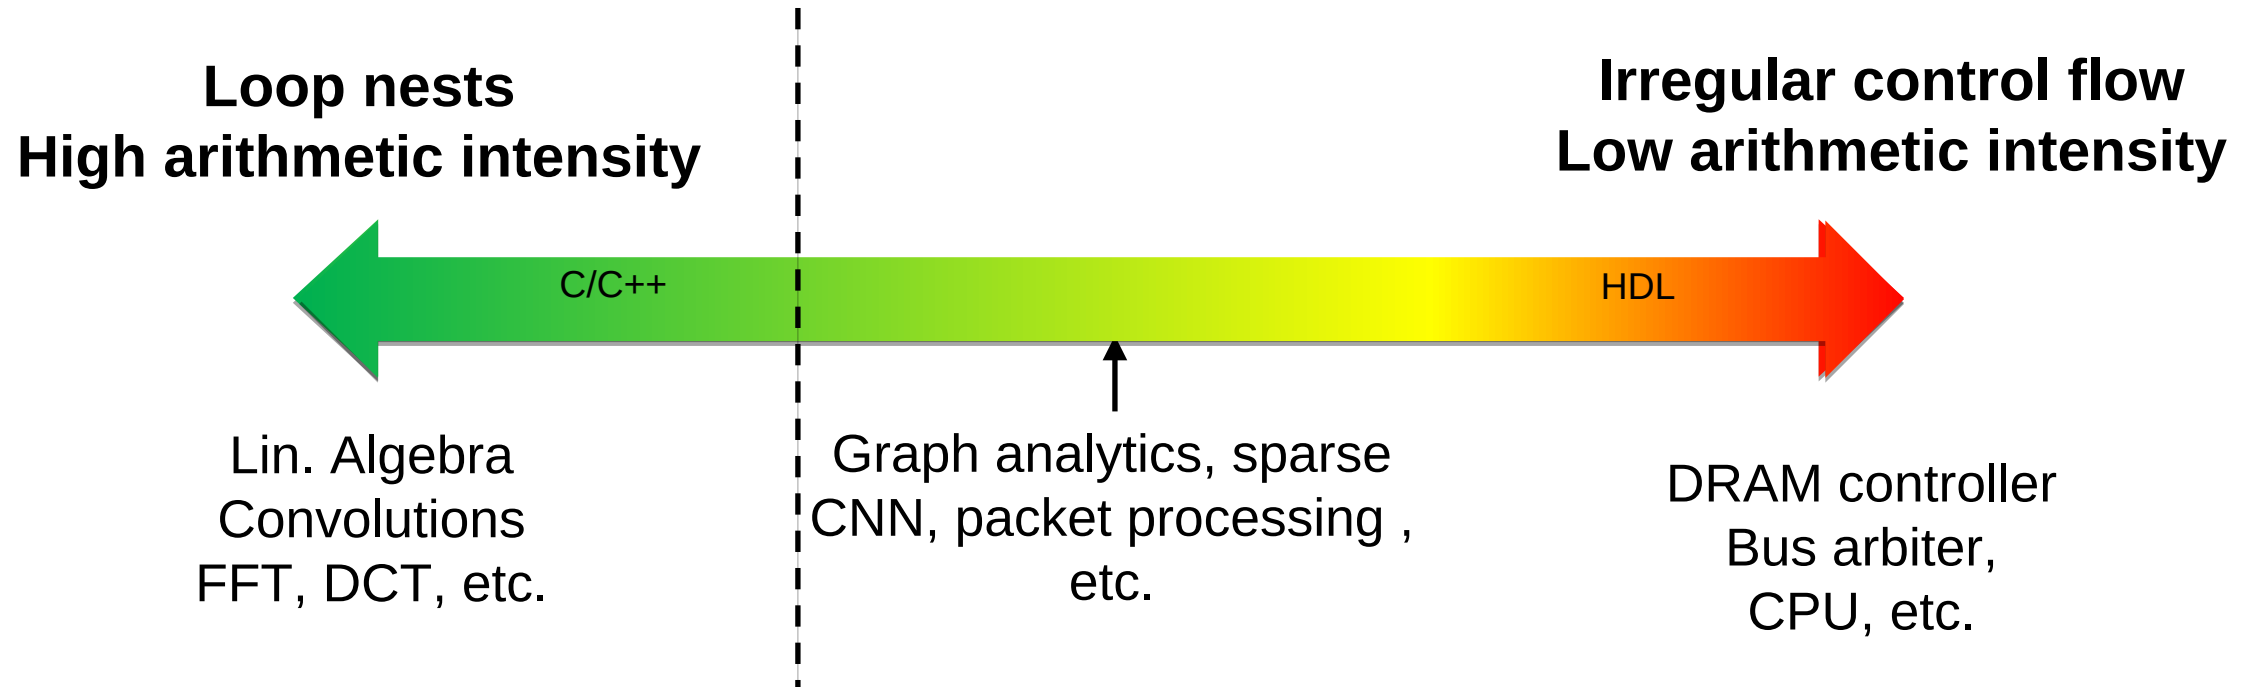 Loop nests
High arithmetic intensity
Irregular control flow
Low arithmetic intensity
C/C++
HDL
Lin. Algebra
Convolutions
FFT, DCT, etc.
Graph analytics, sparse
CNN, packet processing ,
etc.
DRAM controller
Bus arbiter,
CPU, etc.